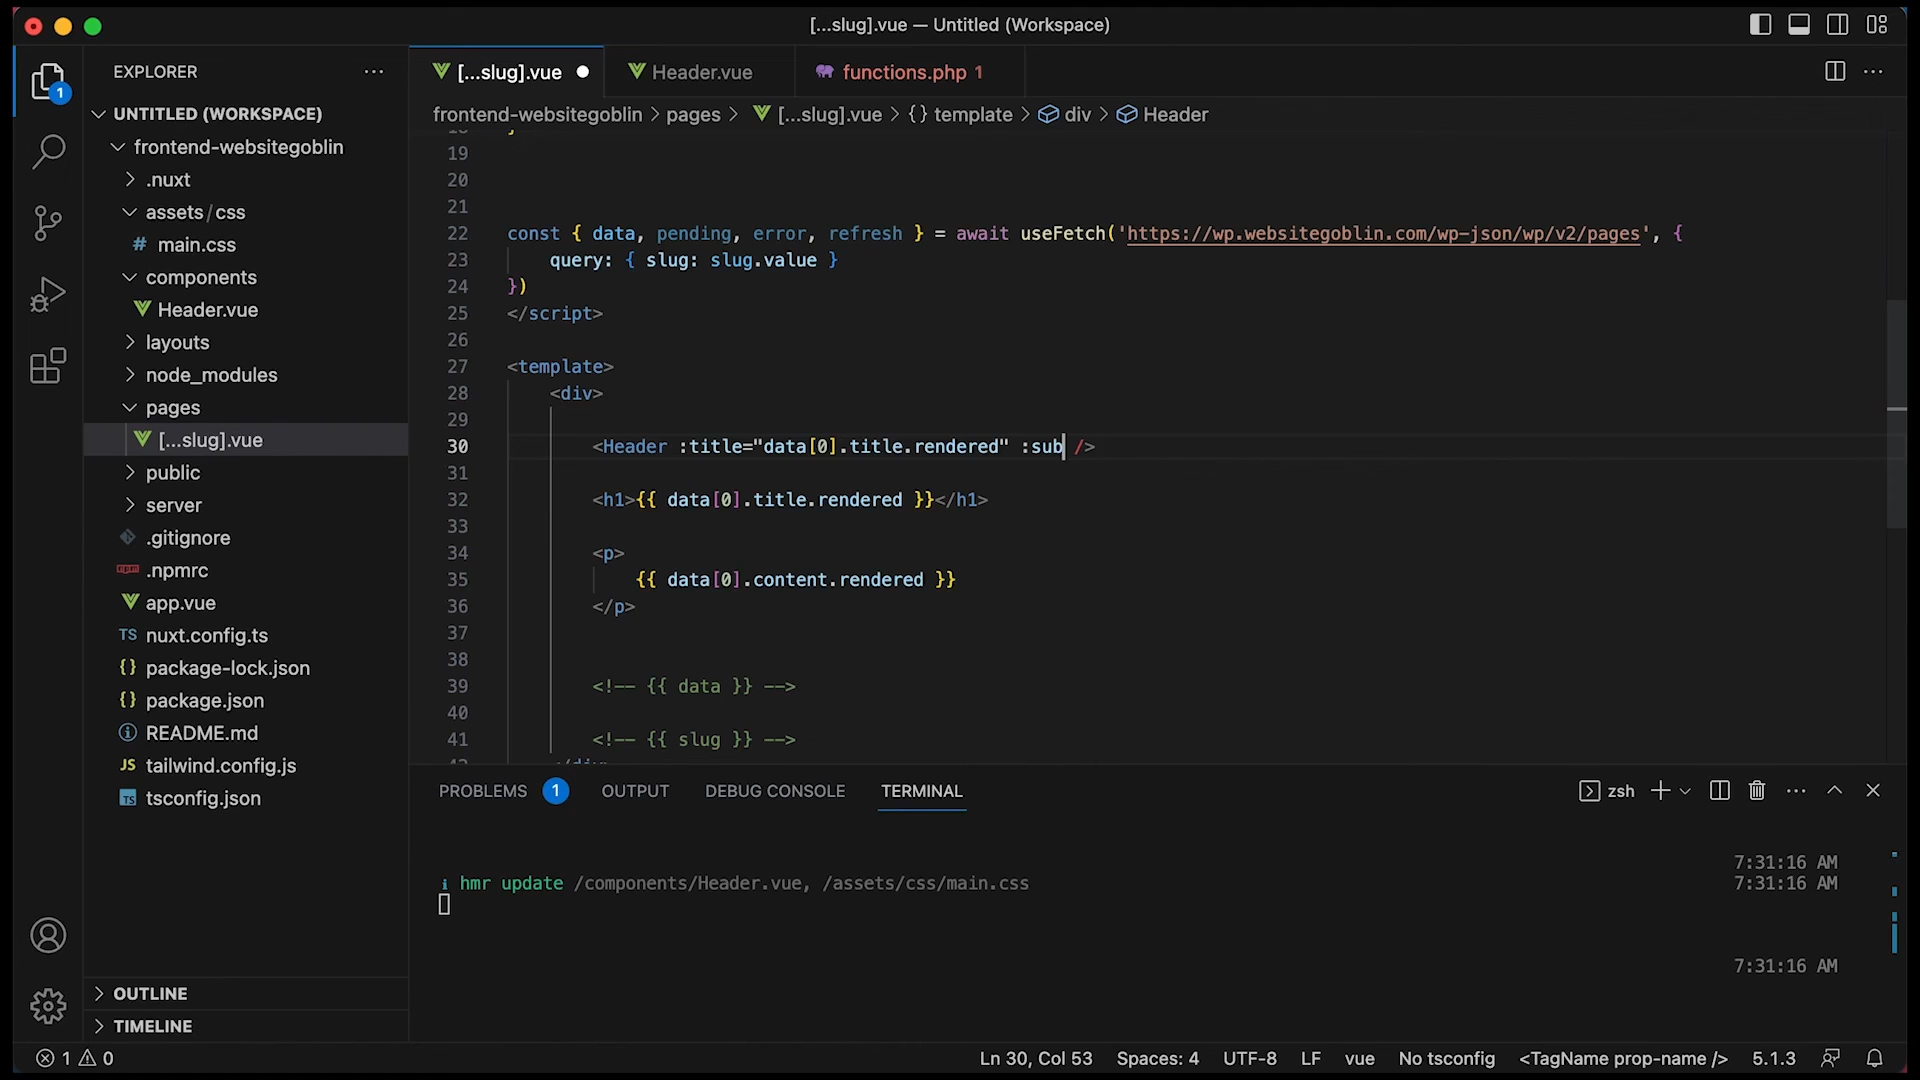 [...slug].vue — Untitled (Workspace)
EXPLORER
1
UNTITLED (WORKSPACE)
frontend-websitegoblin
.nuxt
assets/css
# main.css
components
Header.vue
layouts
node_modules
pages
[...slug].vue
public
server
.gitignore
npm .npmrc
app.vue
TS nuxt.config.ts
{} package-lock.json
{} package.json
README.md
JS tailwind.config.js
TS tsconfig.json
OUTLINE
TIMELINE
[...slug].vue
Header.vue
functions.php 1
frontend-websitegoblin > pages > [...slug].vue > {} template > div > Header
19
20
21
22 const { data, pending, error, refresh } = await useFetch('https://wp.websitegoblin.com/wp-json/wp/v2/pages', {
23 query: { slug: slug.value }
24 })
25 </script>
26
27 <template>
28 <div>
29
30 <Header :title="data[0].title.rendered" :sub />
31
32 <h1>{{ data[0].title.rendered }}</h1>
33
34 <p>
35 {{ data[0].content.rendered }}
36 </p>
37
38
39 <!-- {{ data }} -->
40
41 <!-- {{ slug }} -->
PROBLEMS 1 OUTPUT DEBUG CONSOLE TERMINAL
zsh
7:31:16 AM
i hmr update /components/Header.vue, /assets/css/main.css 7:31:16 AM
7:31:16 AM
1 0
Ln 30, Col 53 Spaces: 4 UTF-8 LF vue No tsconfig <TagName prop-name /> 5.1.3